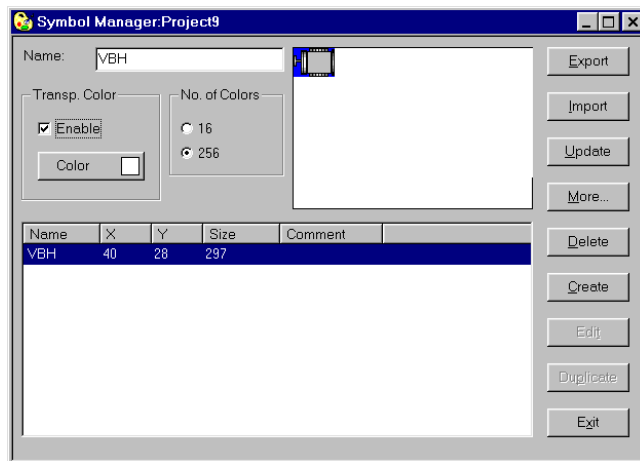 Symbol Manager:Project9
Name: VBH
Transp. Color
Enable
Color
No. of Colors
16
256
Export
Import
Update
More...
Delete
Create
Edit
Duplicate
Exit
Name X Y Size Comment
VBH 40 28 297